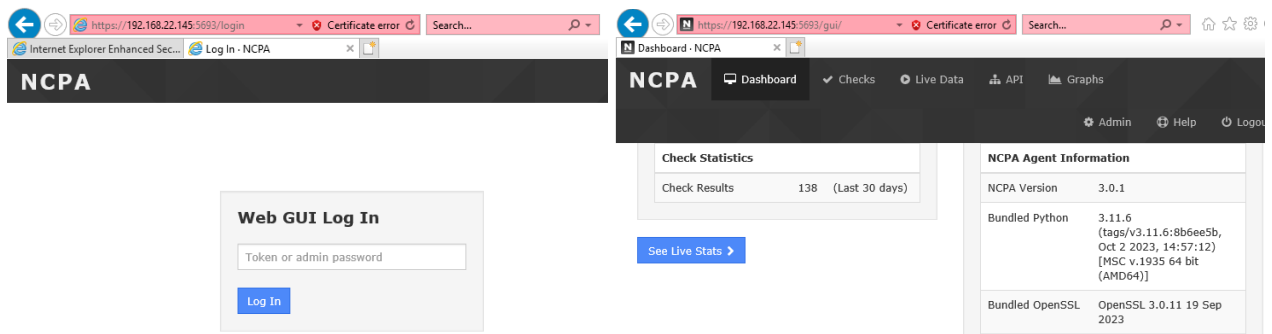 https://192.168.22.145:5693/login
Certificate error
Search...
Internet Explorer Enhanced Sec...
Log In · NCPA
NCPA
Web GUI Log In
Token or admin password
Log In
https://192.168.22.145:5693/gui/
Certificate error
Search...
Dashboard · NCPA
NCPA
Dashboard
Checks
Live Data
API
Graphs
Admin
Help
Logou
Check Statistics
Check Results 138 (Last 30 days)
See Live Stats
NCPA Agent Information
NCPA Version 3.0.1
Bundled Python 3.11.6
(tags/v3.11.6:8b6ee5b,
Oct 2 2023, 14:57:12)
[MSC v.1935 64 bit
(AMD64)]
Bundled OpenSSL OpenSSL 3.0.11 19 Sep
2023